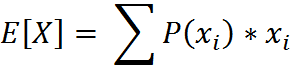 E[X] = ∑ P(xᵢ) * xᵢ